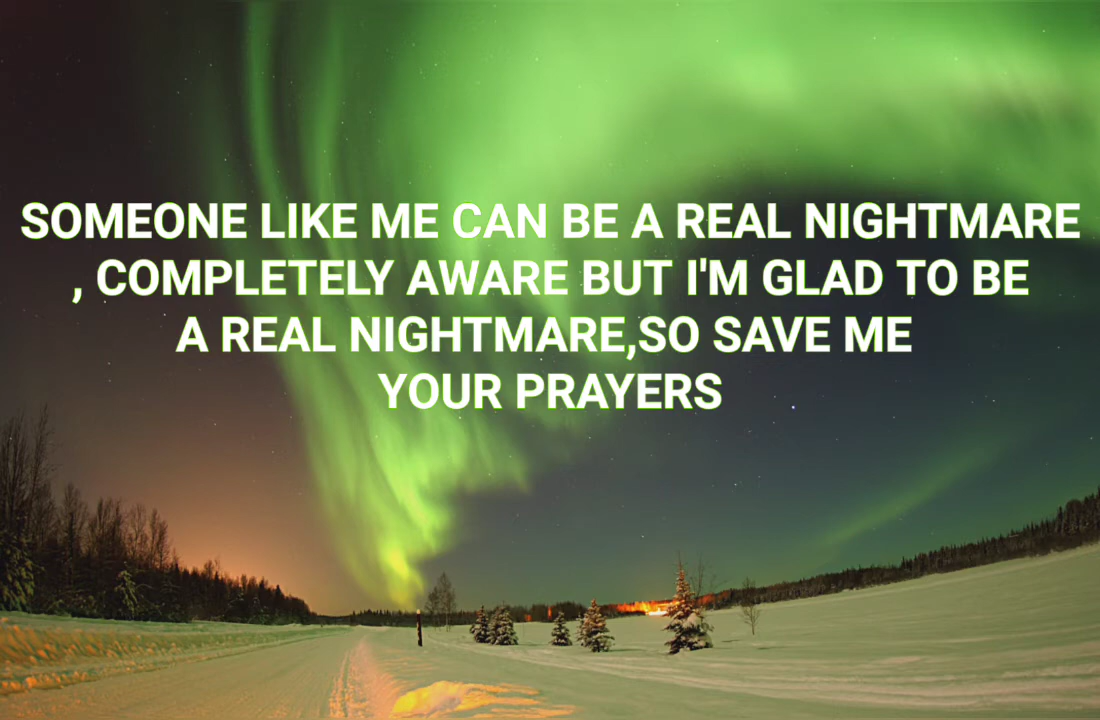 SOMEONE LIKE ME CAN BE A REAL NIGHTMARE
, COMPLETELY AWARE BUT I'M GLAD TO BE
A REAL NIGHTMARE,SO SAVE ME
YOUR PRAYERS